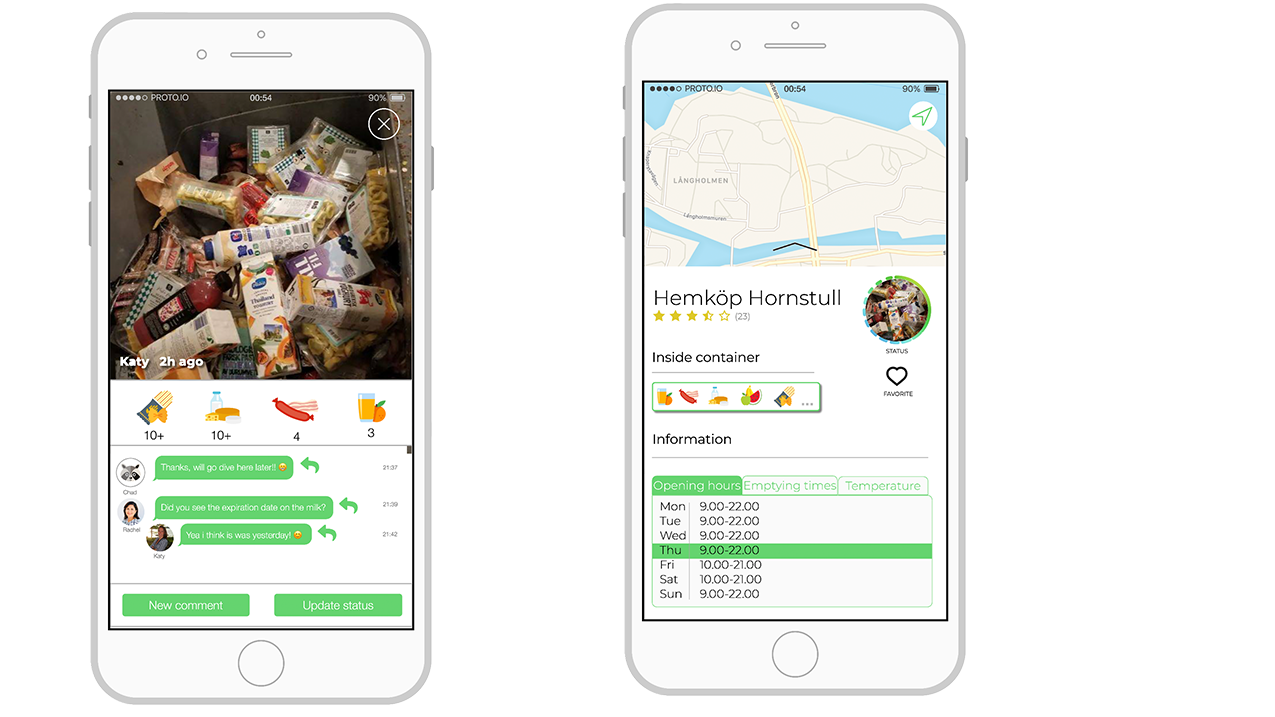 PROTO.IO 00:54 90%
Valio
Thailand
Katy 2h ago
10+ 10+ 4 3
Thanks, will go dive here later!! 21:37
Chad
Did you see the expiration date on the milk? 21:39
Rachel
Yea i think is was yesterday! 21:42
Katy
New comment Update status
PROTO.IO 00:54 90%
LÅNGHOLMEN
Långholmsmuren
Hemköp Hornstull
(23)
STATUS
Inside container
FAVORITE
...
Information
Opening hours Emptying times Temperature
Mon 9.00-22.00
Tue 9.00-22.00
Wed 9.00-22.00
Thu 9.00-22.00
Fri 10.00-21.00
Sat 10.00-21.00
Sun 9.00-22.00